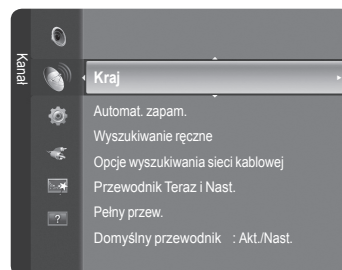 Kanał
Kraj
Automat. zapam.
Wyszukiwanie ręczne
Opcje wyszukiwania sieci kablowej
Przewodnik Teraz i Nast.
Pełny przew.
Domyślny przewodnik : Akt./Nast.
?